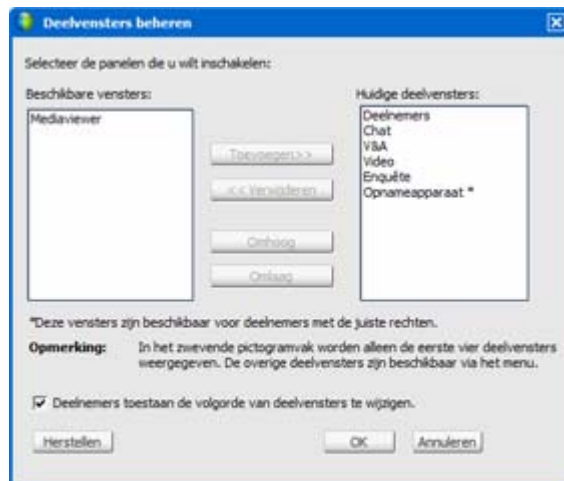 Deelvensters beheren
Selecteer de panelen die u wilt inschakelen:
Beschikbare vensters:
Mediaviewer
Toevoegen>>
<< Verwijderen
Omhoog
Omlaag
Huidige deelvensters:
Deelnemers
Chat
V&A
Video
Enquête
Opnameapparaat *
*Deze vensters zijn beschikbaar voor deelnemers met de juiste rechten.
Opmerking: In het zwevende pictogramvak worden alleen de eerste vier deelvensters
weergegeven. De overige deelvensters zijn beschikbaar via het menu.
Deelnemers toestaan de volgorde van deelvensters te wijzigen.
Herstellen OK Annuleren